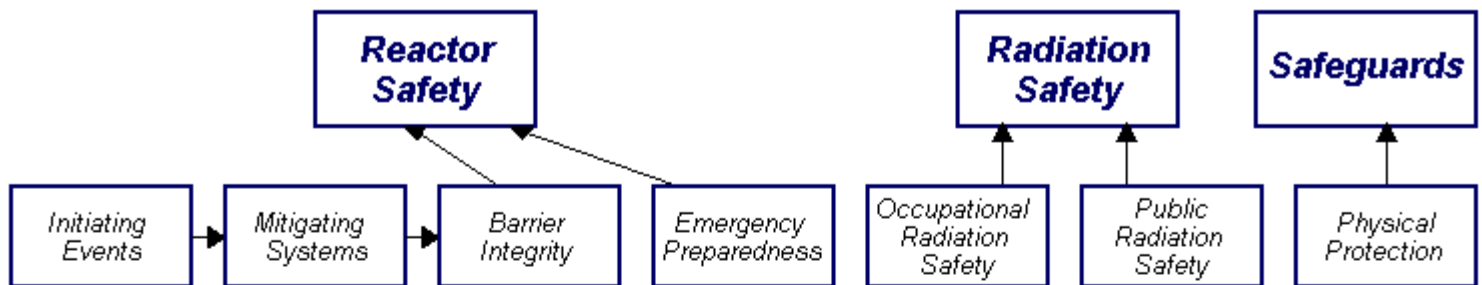 Reactor
Safety
Radiation
Safety
Safeguards
Initiating
Events
Mitigating
Systems
Barrier
Integrity
Emergency
Preparedness
Occupational
Radiation
Safety
Public
Radiation
Safety
Physical
Protection